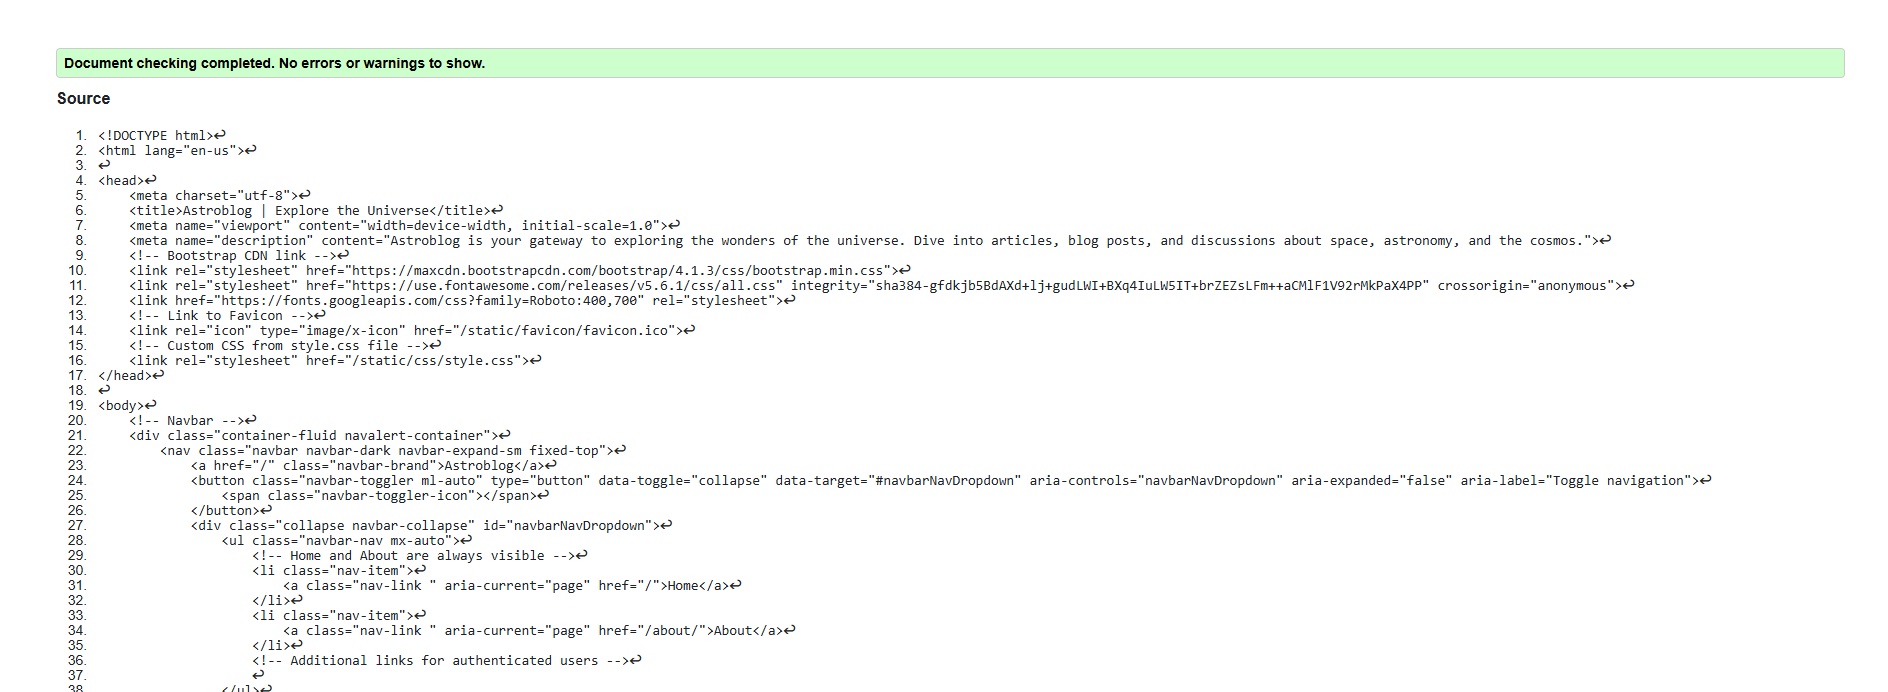 Document checking completed. No errors or warnings to show.
Source
1. <!DOCTYPE html>↩
2. <html lang="en-us">↩
3. ↩
4. <head>↩
5.     <meta charset="utf-8">↩
6.     <title>Astroblog | Explore the Universe</title>↩
7.     <meta name="viewport" content="width=device-width, initial-scale=1.0">↩
8.     <meta name="description" content="Astroblog is your gateway to exploring the wonders of the universe. Dive into articles, blog posts, and discussions about space, astronomy, and the cosmos.">↩
9.     <!-- Bootstrap CDN link -->↩
10.     <link rel="stylesheet" href="https://maxcdn.bootstrapcdn.com/bootstrap/4.1.3/css/bootstrap.min.css">↩
11.     <link rel="stylesheet" href="https://use.fontawesome.com/releases/v5.6.1/css/all.css" integrity="sha384-gfdkjb5BdAXd+lj+gudLWI+BXq4IuLW5IT+brZEZsLFm++aCMlF1V92rMkPaX4PP" crossorigin="anonymous">↩
12.     <link href="https://fonts.googleapis.com/css?family=Roboto:400,700" rel="stylesheet">↩
13.     <!-- Link to Favicon -->↩
14.     <link rel="icon" type="image/x-icon" href="/static/favicon/favicon.ico">↩
15.     <!-- Custom CSS from style.css file -->↩
16.     <link rel="stylesheet" href="/static/css/style.css">↩
17. </head>↩
18. ↩
19. <body>↩
20.     <!-- Navbar -->↩
21.     <div class="container-fluid navalert-container">↩
22.         <nav class="navbar navbar-dark navbar-expand-sm fixed-top">↩
23.             <a href="/" class="navbar-brand">Astroblog</a>↩
24.             <button class="navbar-toggler ml-auto" type="button" data-toggle="collapse" data-target="#navbarNavDropdown" aria-controls="navbarNavDropdown" aria-expanded="false" aria-label="Toggle navigation">↩
25.                 <span class="navbar-toggler-icon"></span>↩
26.             </button>↩
27.             <div class="collapse navbar-collapse" id="navbarNavDropdown">↩
28.                 <ul class="navbar-nav mx-auto">↩
29.                     <!-- Home and About are always visible -->↩
30.                     <li class="nav-item">↩
31.                         <a class="nav-link " aria-current="page" href="/">Home</a>↩
32.                     </li>↩
33.                     <li class="nav-item">↩
34.                         <a class="nav-link " aria-current="page" href="/about/">About</a>↩
35.                     </li>↩
36.                     <!-- Additional links for authenticated users -->↩
37.                     ↩
38.                 </ul>↩